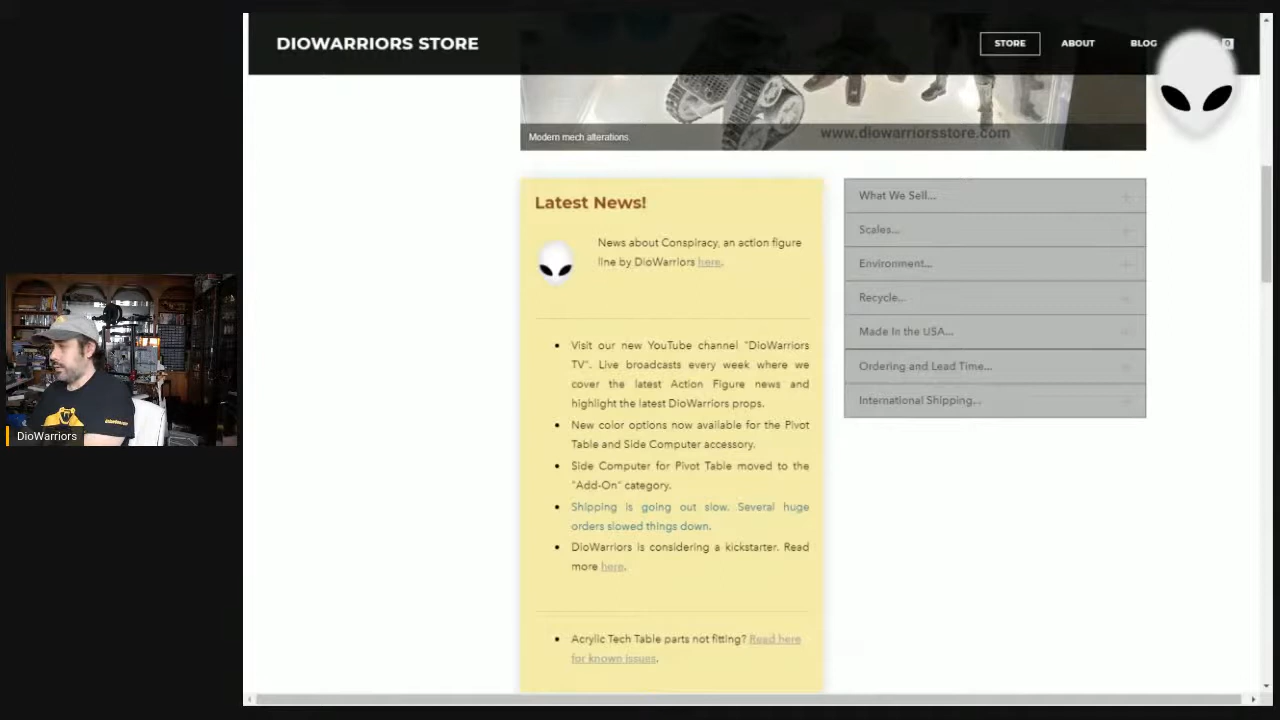 DIOWARRIORS STORE
STORE
ABOUT
BLOG
0
Modern mech alterations.
www.diowarriorsstore.com
Latest News!
News about Conspiracy, an action figure
line by DioWarriors here.
Visit our new YouTube channel "DioWarriors
TV". Live broadcasts every week where we
cover the latest Action Figure news and
highlight the latest DioWarriors props.
New color options now available for the Pivot
Table and Side Computer accessory.
Side Computer for Pivot Table moved to the
"Add-On" category.
Shipping is going out slow. Several huge
orders slowed things down.
DioWarriors is considering a kickstarter. Read
more here.
Acrylic Tech Table parts not fitting? Read here
for known issues.
What We Sell...
Scales...
Environment...
Recycle...
Made In the USA...
Ordering and Lead Time...
International Shipping...
DioWarriors